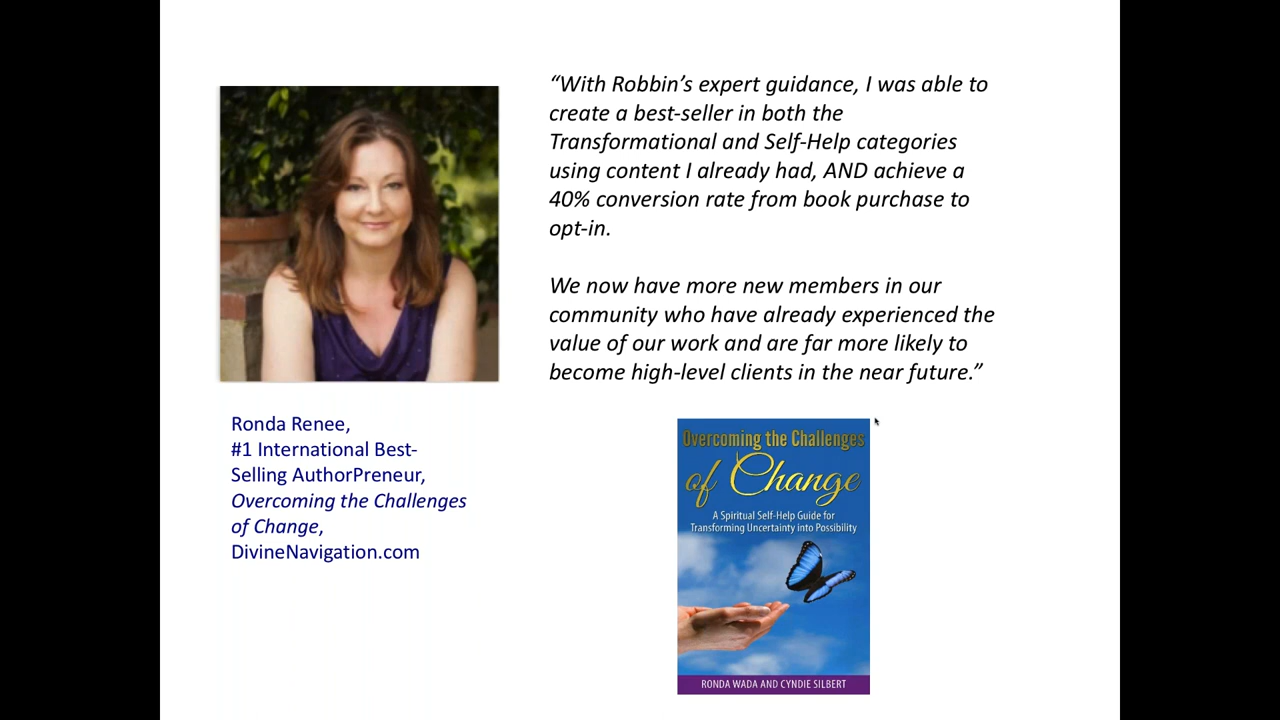 “With Robbin’s expert guidance, I was able to
create a best-seller in both the
Transformational and Self-Help categories
using content I already had, AND achieve a
40% conversion rate from book purchase to
opt-in.
We now have more new members in our
community who have already experienced the
value of our work and are far more likely to
become high-level clients in the near future.”
Ronda Renee,
#1 International Best-
Selling AuthorPreneur,
Overcoming the Challenges
of Change,
DivineNavigation.com
Overcoming the Challenges
of Change
A Spiritual Self-Help Guide for
Transforming Uncertainty into Possibility
RONDA WADA AND CYNDIE SILBERT